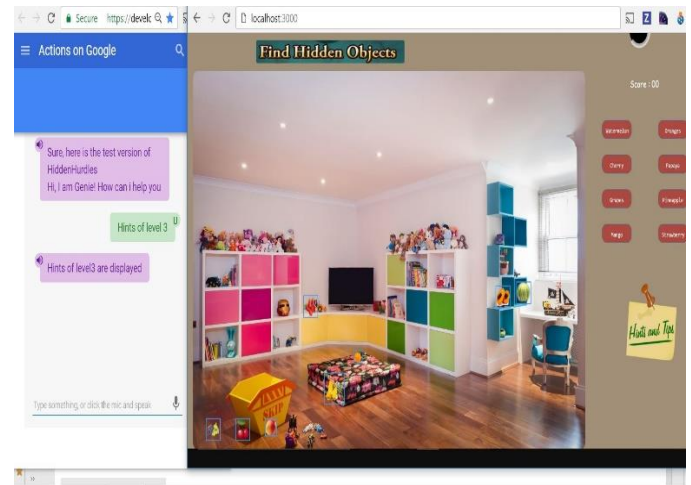 Secure https://develc
localhost:3000
Actions on Google
Find Hidden Objects
Score : 00
Sure, here is the test version of
HiddenHurdles
Hi, I am Genie! How can i help you
Hints of level 3
U
Hints of level3 are displayed
Type something, or click the mic and speak.
Watermelon
Oranges
Cherry
Papaya
Grapes
Pineapple
Mango
Strawberry
Hints and Tips
SKIP